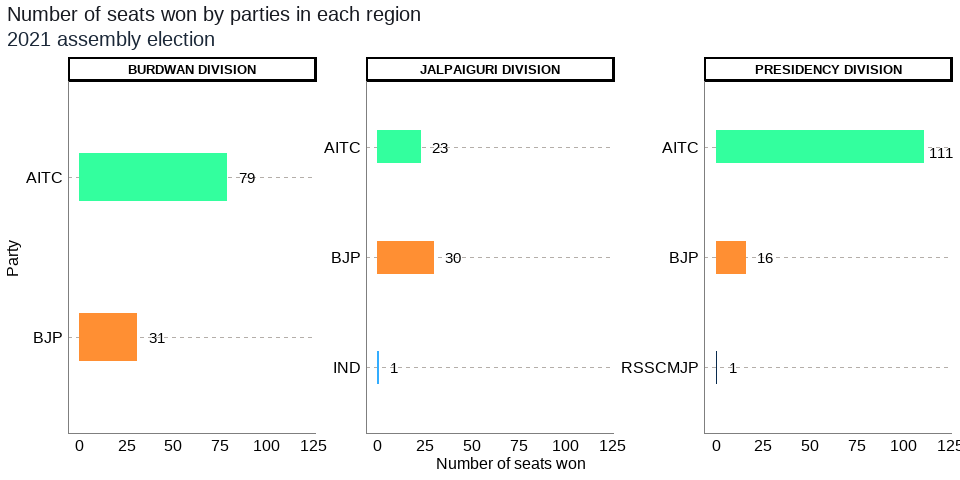 Number of seats won by parties in each region
2021 assembly election
BURDWAN DIVISION
JALPAIGURI DIVISION
PRESIDENCY DIVISION
Party
AITC
79
BJP
31
0 25 50 75 100 125
AITC
23
BJP
30
IND
1
0 25 50 75 100 125
AITC
111
BJP
16
RSSCMJP
1
0 25 50 75 100 125
Number of seats won